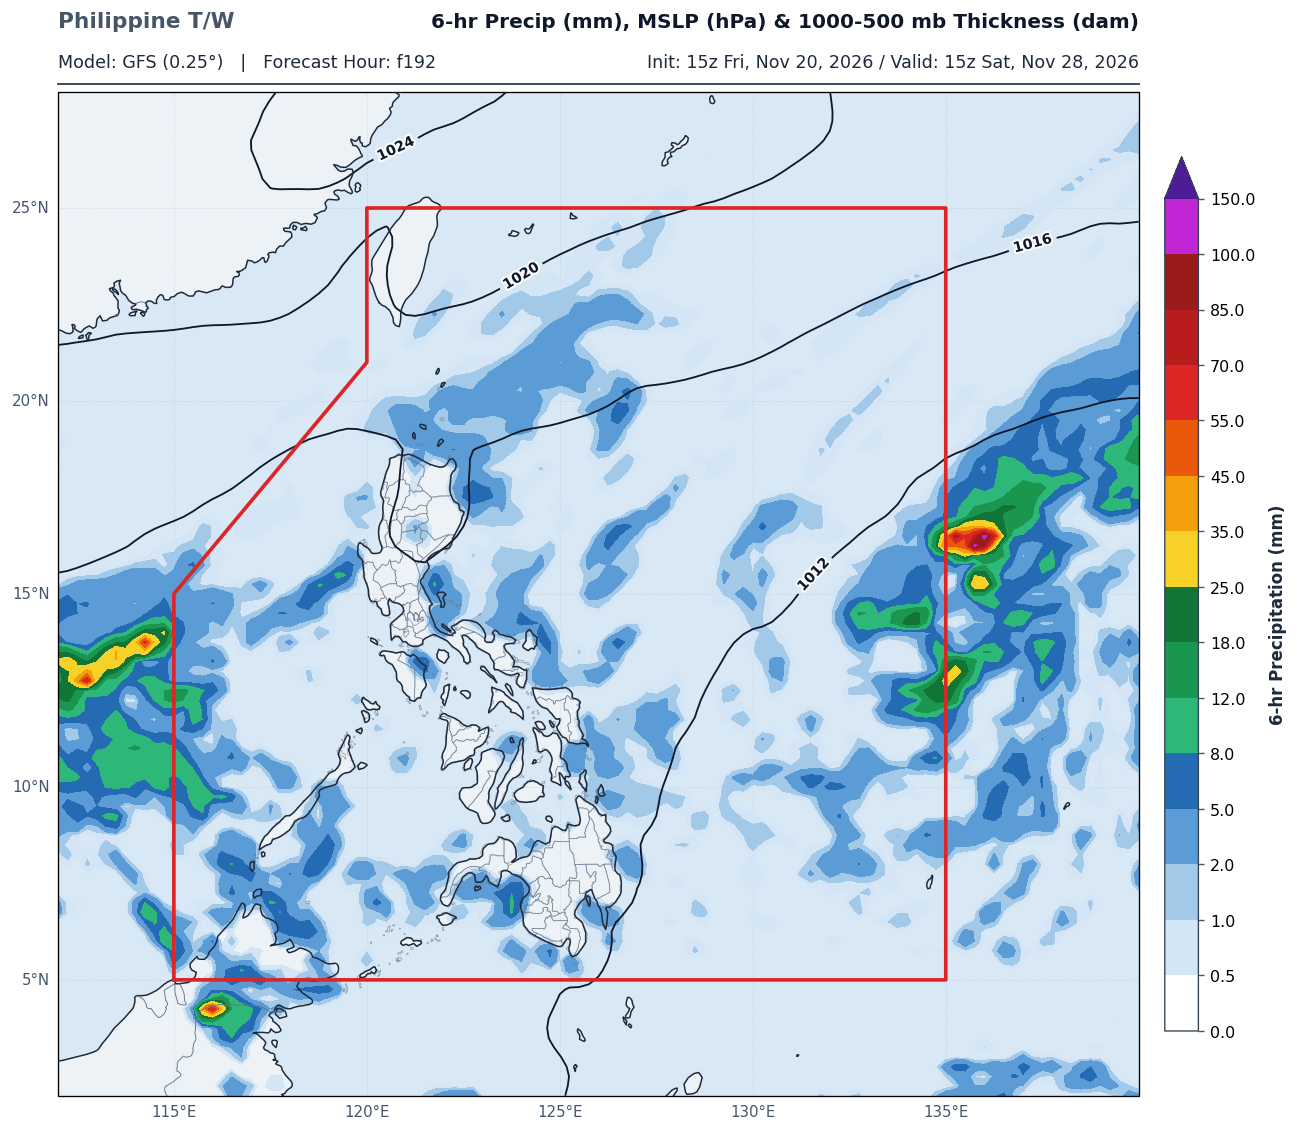 Philippine T/W
6-hr Precip (mm), MSLP (hPa) & 1000-500 mb Thickness (dam)
Model: GFS (0.25°) | Forecast Hour: f192
Init: 15z Fri, Nov 20, 2026 / Valid: 15z Sat, Nov 28, 2026
1024
1020
1016
1012
25°N
20°N
15°N
10°N
5°N
115°E
120°E
125°E
130°E
135°E
150.0
100.0
85.0
70.0
55.0
45.0
35.0
25.0
18.0
12.0
8.0
5.0
2.0
1.0
0.5
0.0
6-hr Precipitation (mm)